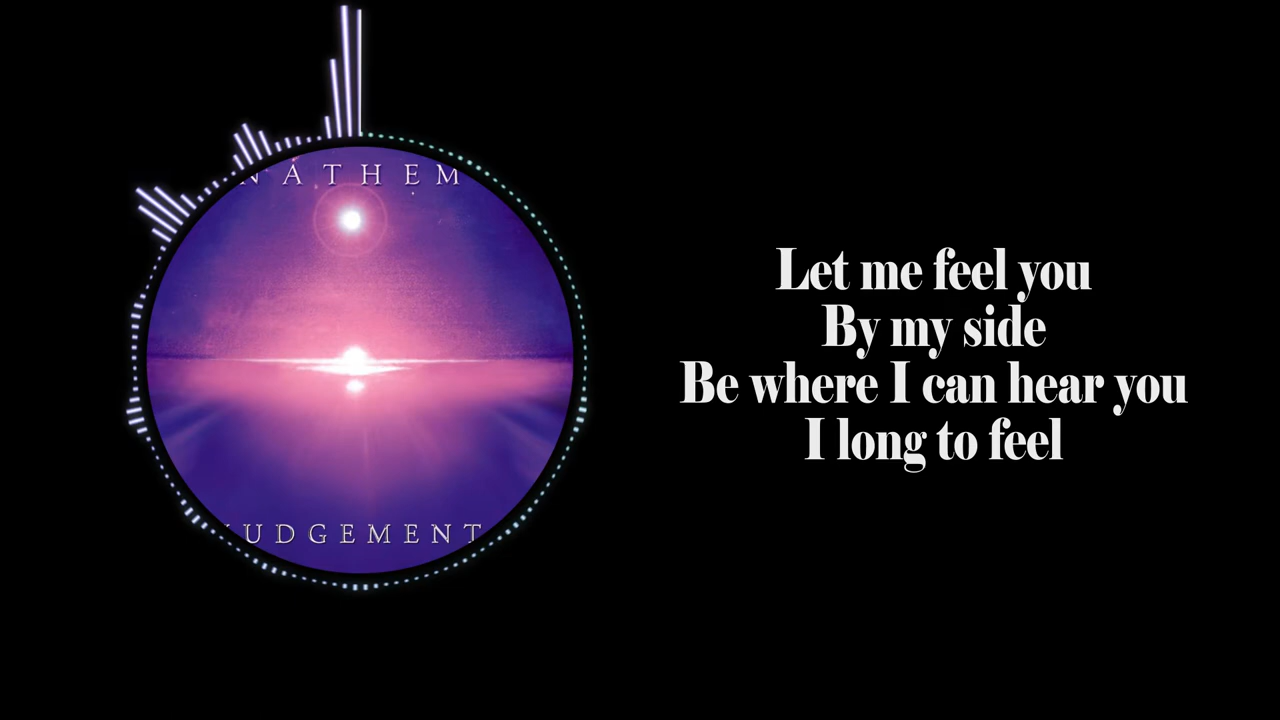 NATHEM
UDGEMENT
Let me feel you
By my side
Be where I can hear you
I long to feel